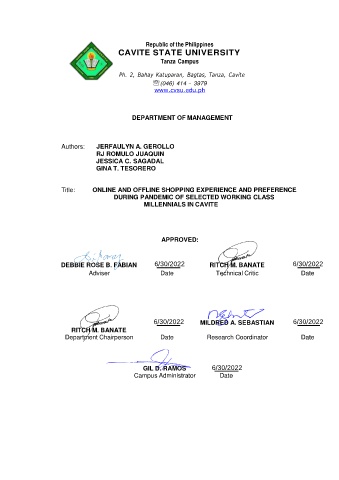 Republic of the Philippines
CAVITE STATE UNIVERSITY
Tanza Campus
Ph. 2, Bahay Katuparan, Bagtas, Tanza, Cavite
☏(046) 414 - 3979
www.cvsu.edu.ph
DEPARTMENT OF MANAGEMENT
Authors: JERFAULYN A. GEROLLO
RJ ROMULO JUAQUIN
JESSICA C. SAGADAL
GINA T. TESORERO
Title: ONLINE AND OFFLINE SHOPPING EXPERIENCE AND PREFERENCE
DURING PANDEMIC OF SELECTED WORKING CLASS
MILLENNIALS IN CAVITE
APPROVED:
DEBBIE ROSE B. FABIAN 6/30/2022 RITCH M. BANATE 6/30/2022
Adviser Date Technical Critic Date
RITCH M. BANATE 6/30/2022 MILDRED A. SEBASTIAN 6/30/2022
Department Chairperson Date Research Coordinator Date
GIL D. RAMOS 6/30/2022
Campus Administrator Date